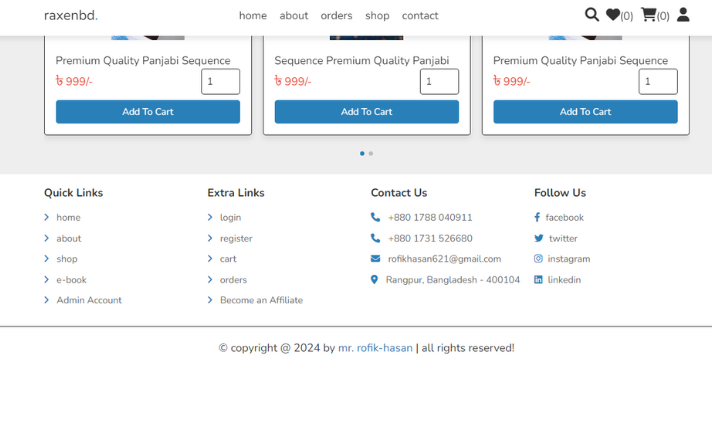 raxenbd. home about orders shop contact (0) (0)
Premium Quality Panjabi Sequence
৳ 999/- 1
Add To Cart
Sequence Premium Quality Panjabi
৳ 999/- 1
Add To Cart
Premium Quality Panjabi Sequence
৳ 999/- 1
Add To Cart
Quick Links
home
about
shop
e-book
Admin Account
Extra Links
login
register
cart
orders
Become an Affiliate
Contact Us
+880 1788 040911
+880 1731 526680
rofikhasan621@gmail.com
Rangpur, Bangladesh - 400104
Follow Us
facebook
twitter
instagram
linkedin
© copyright @ 2024 by mr. rofik-hasan | all rights reserved!